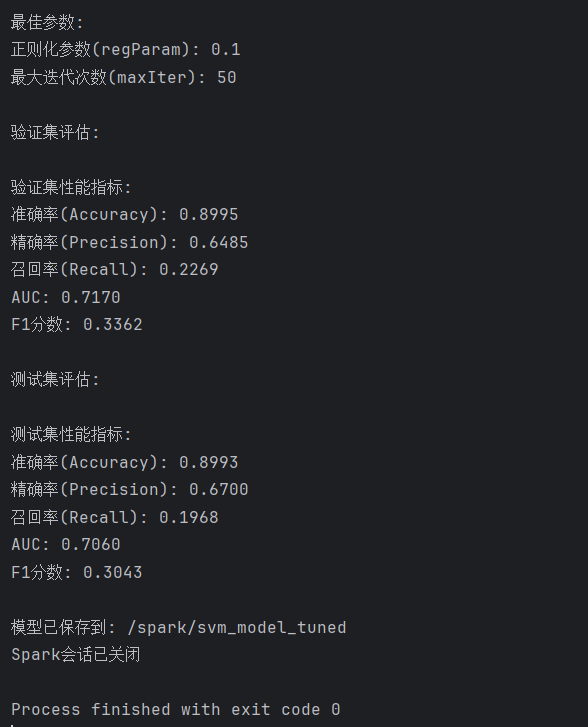 最佳参数:
正则化参数(regParam): 0.1
最大迭代次数(maxIter): 50
验证集评估:
验证集性能指标:
准确率(Accuracy): 0.8995
精确率(Precision): 0.6485
召回率(Recall): 0.2269
AUC: 0.7170
F1分数: 0.3362
测试集评估:
测试集性能指标:
准确率(Accuracy): 0.8993
精确率(Precision): 0.6700
召回率(Recall): 0.1968
AUC: 0.7060
F1分数: 0.3043
模型已保存到: /spark/svm_model_tuned
Spark会话已关闭
Process finished with exit code 0